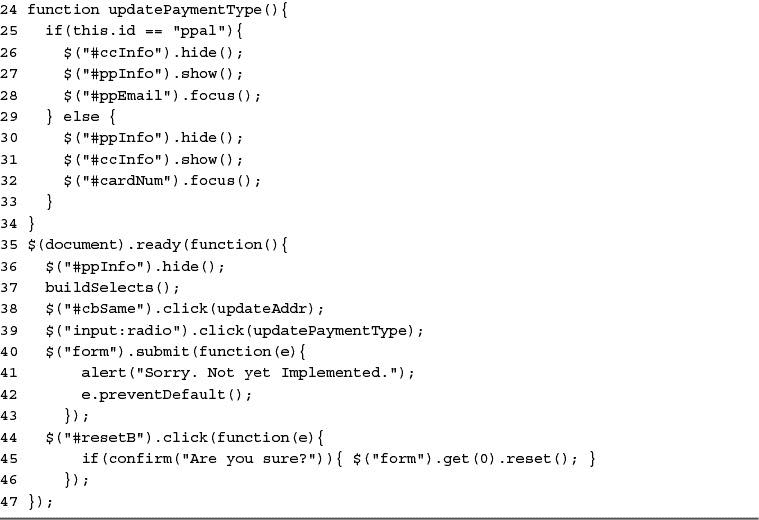 24 function updatePaymentType(){
25   if(this.id == "ppal"){
26     $("#ccInfo").hide();
27     $("#ppInfo").show();
28     $("#ppEmail").focus();
29   } else {
30     $("#ppInfo").hide();
31     $("#ccInfo").show();
32     $("#cardNum").focus();
33   }
34 }
35 $(document).ready(function(){
36   $("#ppInfo").hide();
37   buildSelects();
38   $("#cbSame").click(updateAddr);
39   $("input:radio").click(updatePaymentType);
40   $("form").submit(function(e){
41       alert("Sorry. Not yet Implemented.");
42       e.preventDefault();
43     });
44   $("#resetB").click(function(e){
45       if(confirm("Are you sure?")){ $("form").get(0).reset(); }
46     });
47 });